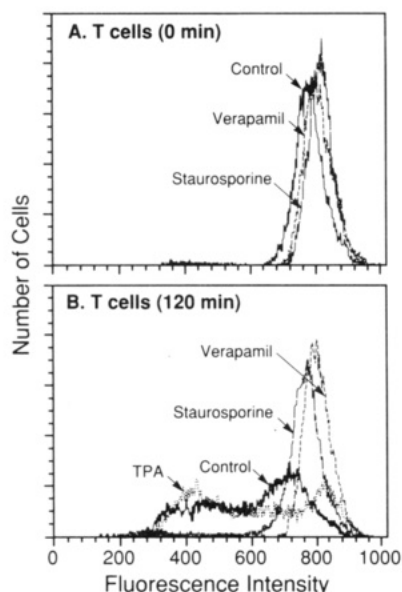 A. T cells (0 min)
Control
Verapamil
Staurosporine
Number of Cells
B. T cells (120 min)
Verapamil
Staurosporine
TPA
Control
0 200 400 600 800 1000
Fluorescence Intensity